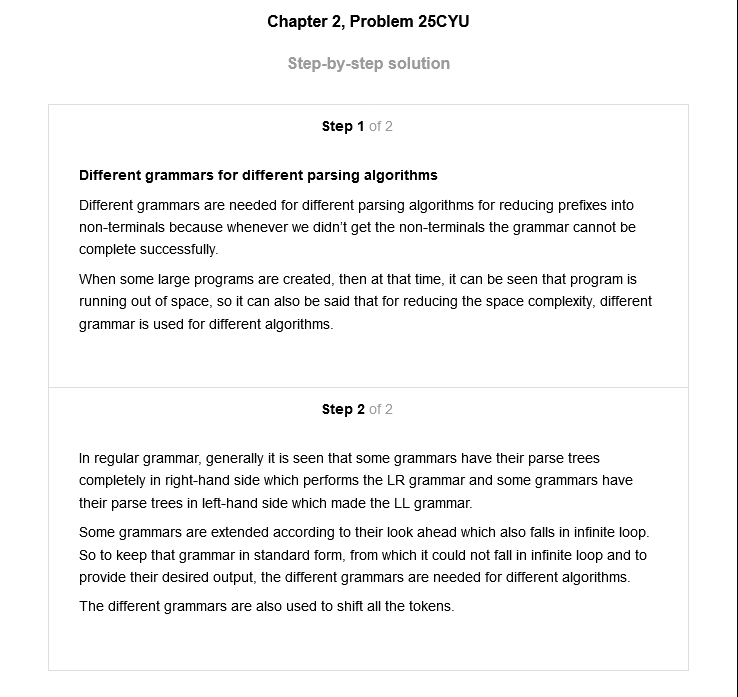 Chapter 2, Problem 25CYU
Step-by-step solution
Step 1 of 2
Different grammars for different parsing algorithms
Different grammars are needed for different parsing algorithms for reducing prefixes into
non-terminals because whenever we didn't get the non-terminals the grammar cannot be
complete successfully.
When some large programs are created, then at that time, it can be seen that program is
running out of space, so it can also be said that for reducing the space complexity, different
grammar is used for different algorithms.
Step 2 of 2
In regular grammar, generally it is seen that some grammars have their parse trees
completely in right-hand side which performs the LR grammar and some grammars have
their parse trees in left-hand side which made the LL grammar.
Some grammars are extended according to their look ahead which also falls in infinite loop.
So to keep that grammar in standard form, from which it could not fall in infinite loop and to
provide their desired output, the different grammars are needed for different algorithms.
The different grammars are also used to shift all the tokens.